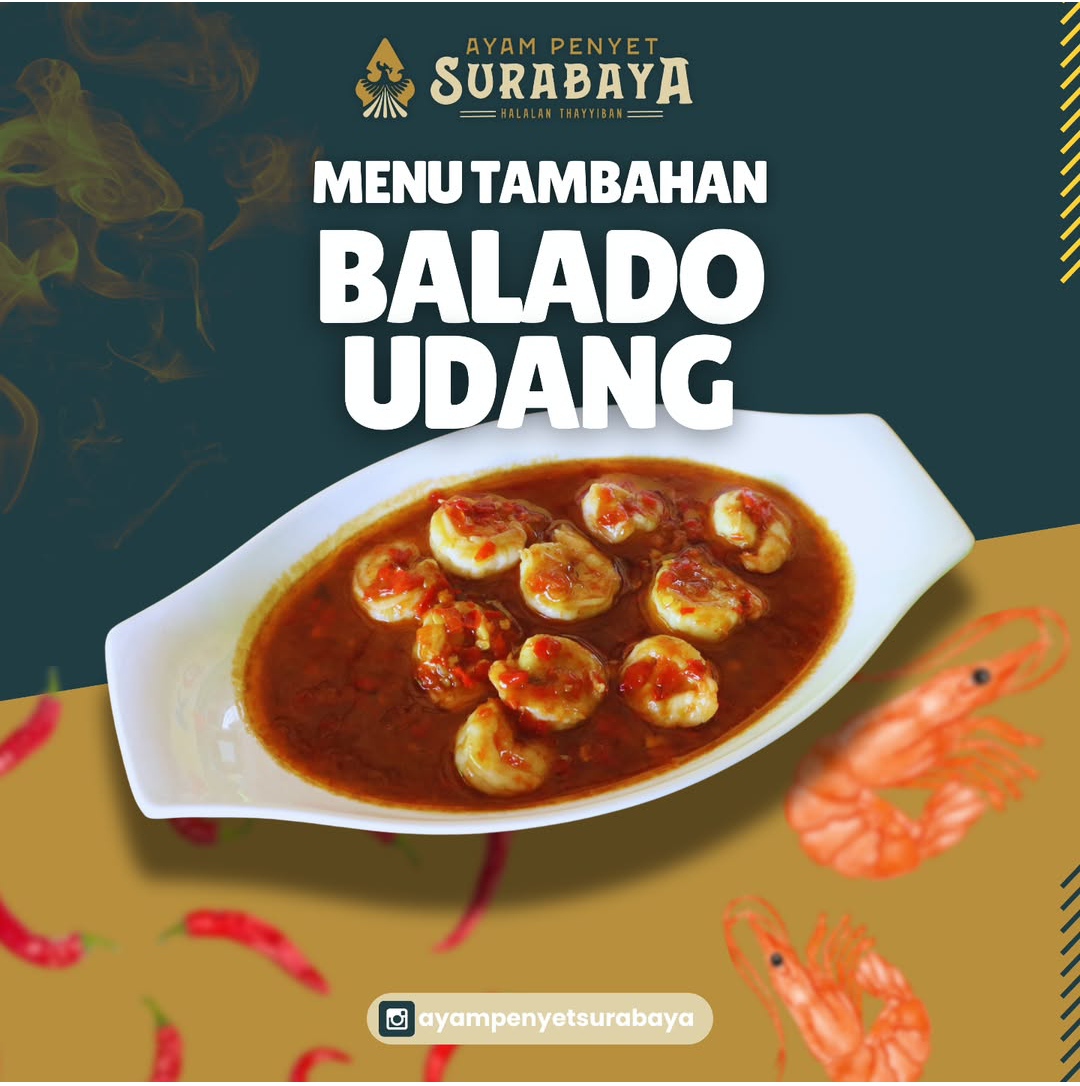 AYAM PENYET
SURABAYA
HALALAN THAYYIBAN
MENU TAMBAHAN
BALADO
UDANG
ayampenyetsurabaya